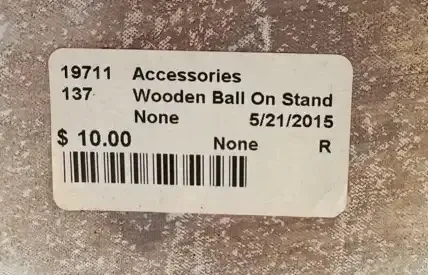 19711 Accessories
137 Wooden Ball On Stand
None 5/21/2015
$ 10.00 None R